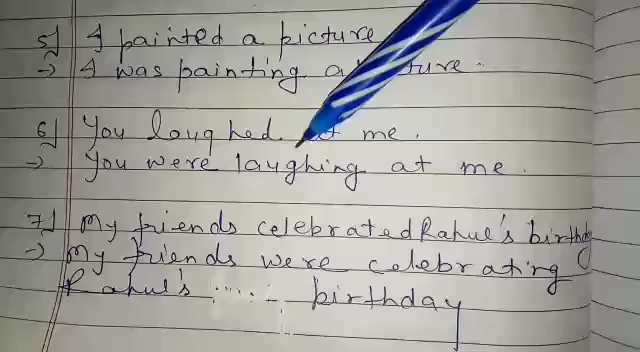 5) I painted a picture
→ I was painting a picture.
6) You laughed at me.
→ You were laughing at me.
7) My friends celebrated Rahul's birthday
→ My friends were celebrating
Rahul's ...... birthday